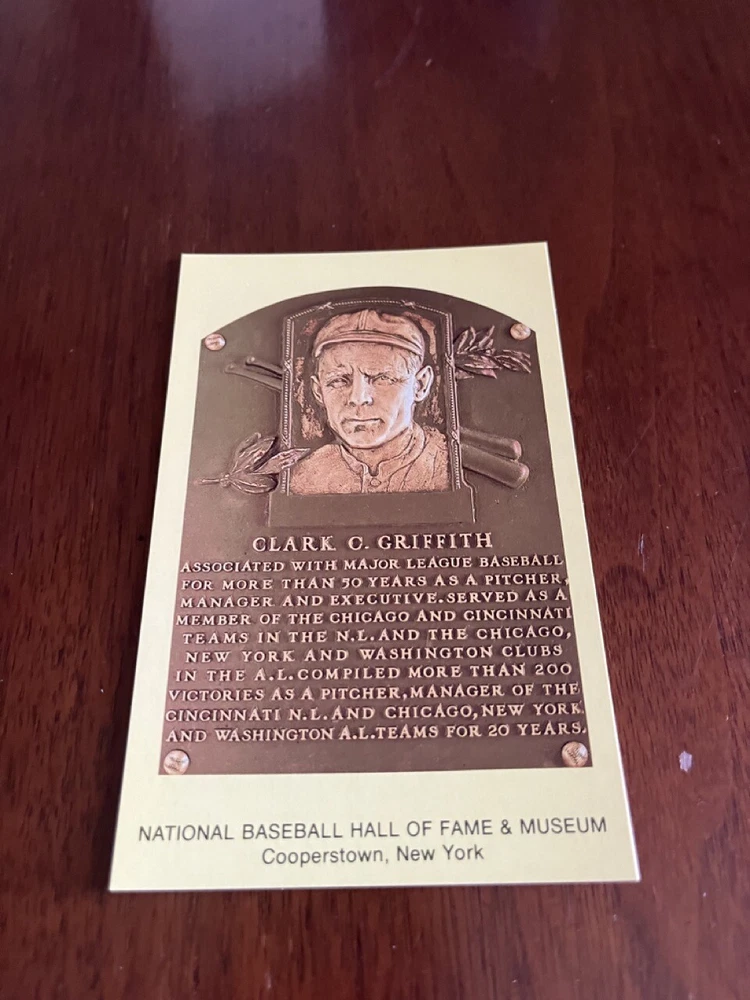 CLARK C. GRIFFITH
ASSOCIATED WITH MAJOR LEAGUE BASEBALL
FOR MORE THAN 50 YEARS AS A PITCHER,
MANAGER AND EXECUTIVE. SERVED AS A
MEMBER OF THE CHICAGO AND CINCINNATI
TEAMS IN THE N.L. AND THE CHICAGO,
NEW YORK AND WASHINGTON CLUBS
IN THE A.L. COMPILED MORE THAN 200
VICTORIES AS A PITCHER, MANAGER OF THE
CINCINNATI N.L. AND CHICAGO, NEW YORK
AND WASHINGTON A.L. TEAMS FOR 20 YEARS.
NATIONAL BASEBALL HALL OF FAME & MUSEUM
Cooperstown, New York